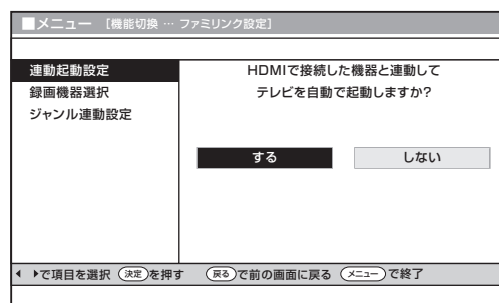 ■メニュー [機能切換 … ファミリンク設定]
連動起動設定
録画機器選択
ジャンル連動設定
HDMIで接続した機器と連動して
テレビを自動で起動しますか?
する
しない
で項目を選択 決定を押す 戻るで前の画面に戻る メニューで終了